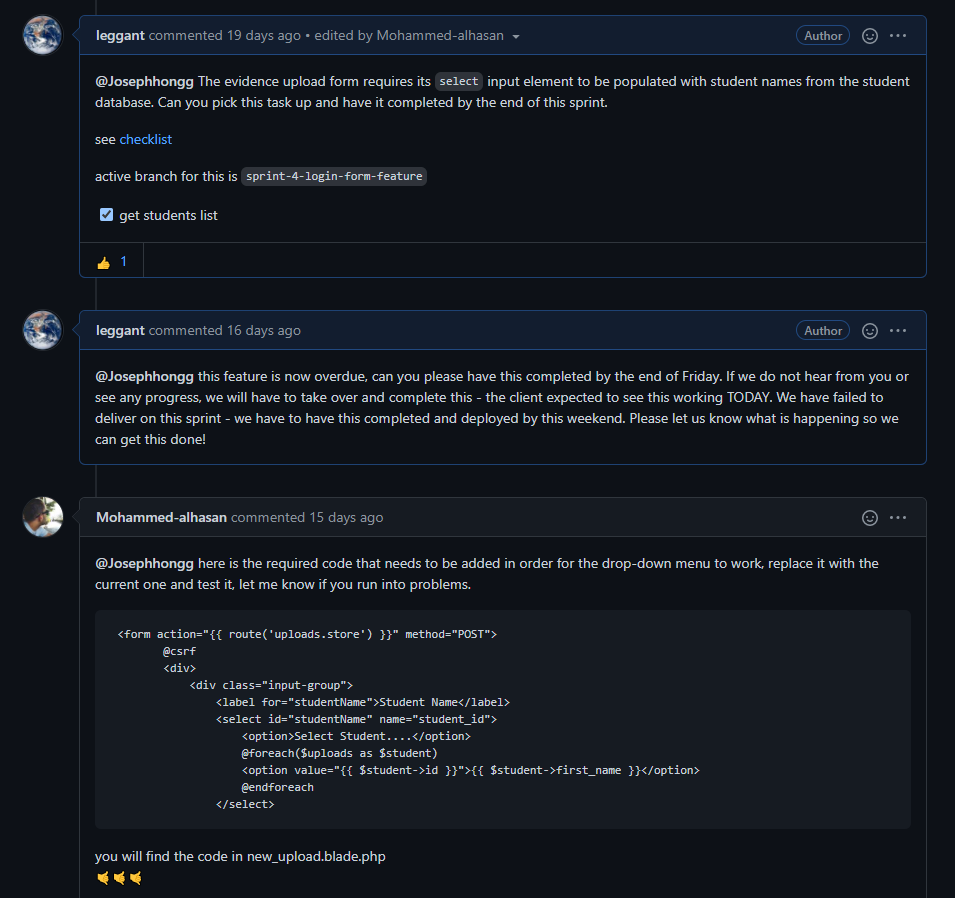 leggant commented 19 days ago • edited by Mohammed-alhasan
Author
@Josephhongg The evidence upload form requires its select input element to be populated with student names from the student
database. Can you pick this task up and have it completed by the end of this sprint.
see checklist
active branch for this is sprint-4-login-form-feature
get students list
👍 1
leggant commented 16 days ago
Author
@Josephhongg this feature is now overdue, can you please have this completed by the end of Friday. If we do not hear from you or
see any progress, we will have to take over and complete this - the client expected to see this working TODAY. We have failed to
deliver on this sprint - we have to have this completed and deployed by this weekend. Please let us know what is happening so we
can get this done!
Mohammed-alhasan commented 15 days ago
@Josephhongg here is the required code that needs to be added in order for the drop-down menu to work, replace it with the
current one and test it, let me know if you run into problems.
<form action="{{ route('uploads.store') }}" method="POST">
@csrf
<div>
<div class="input-group">
<label for="studentName">Student Name</label>
<select id="studentName" name="student_id">
<option>Select Student....</option>
@foreach($uploads as $student)
<option value="{{ $student->id }}">{{ $student->first_name }}</option>
@endforeach
</select>
you will find the code in new_upload.blade.php
🤙🤙🤙